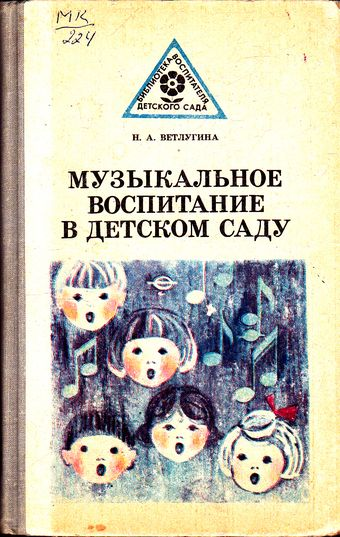 МК
224
БИБЛИОТЕКА ВОСПИТАТЕЛЯ
ДЕТСКОГО САДА
Н. А. ВЕТЛУГИНА
МУЗЫКАЛЬНОЕ
ВОСПИТАНИЕ
В ДЕТСКОМ САДУ